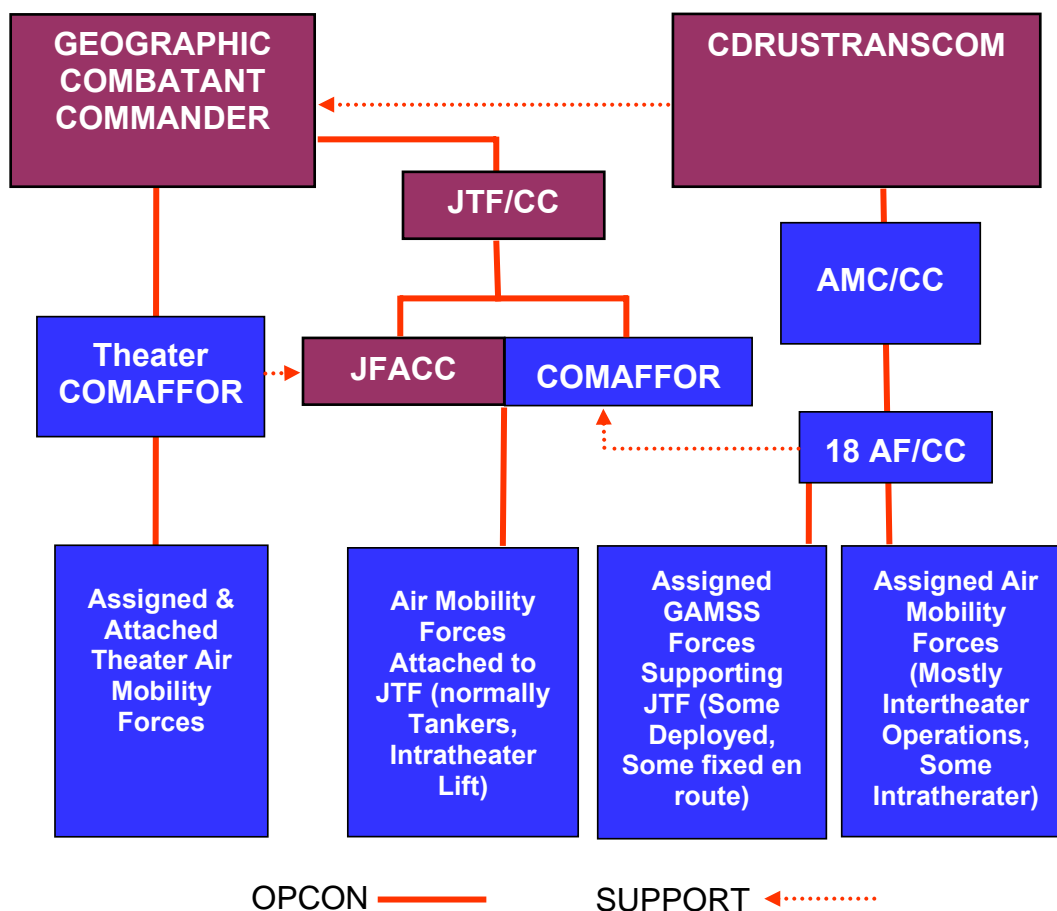 GEOGRAPHIC
COMBATANT
COMMANDER
CDRUSTRANSCOM
JTF/CC
AMC/CC
Theater
COMAFFOR
JFACC
COMAFFOR
18 AF/CC
Assigned &
Attached
Theater Air
Mobility
Forces
Air Mobility
Forces
Attached to
JTF (normally
Tankers,
Intratheater
Lift)
Assigned
GAMSS
Forces
Supporting
JTF (Some
Deployed,
Some fixed en
route)
Assigned Air
Mobility
Forces
(Mostly
Intertheater
Operations,
Some
Intratherater)
OPCON
SUPPORT